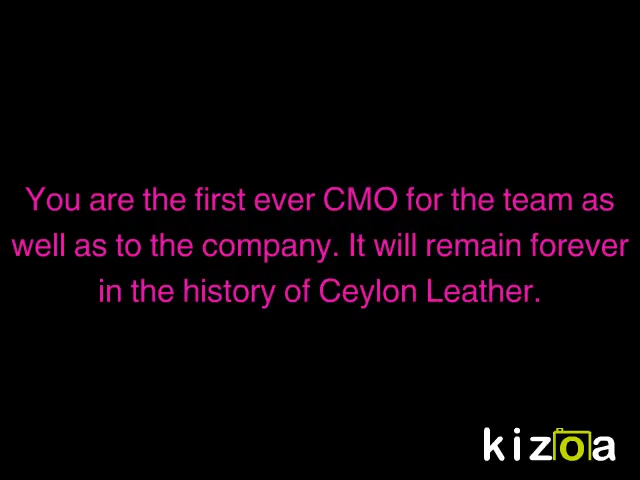 You are the first ever CMO for the team as
well as to the company. It will remain forever
in the history of Ceylon Leather.
kizoa